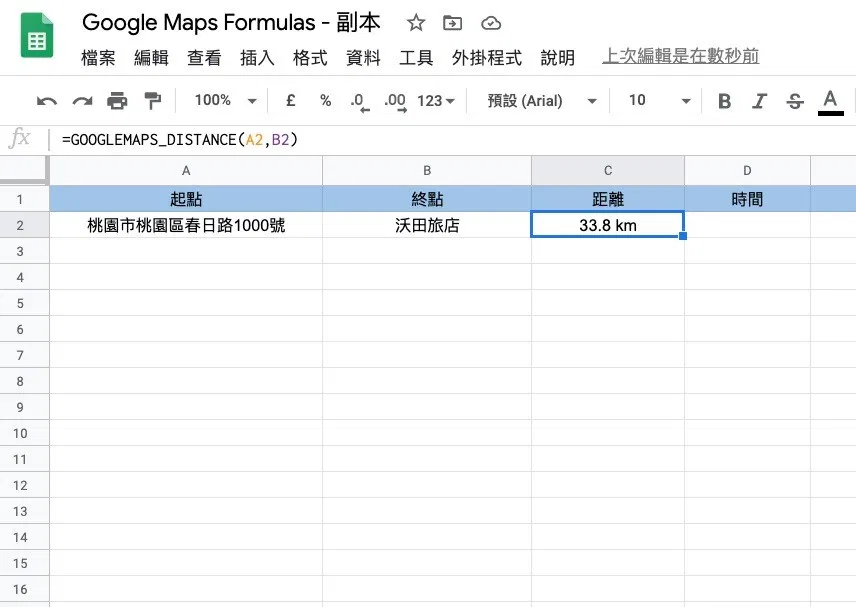 Google Maps Formulas - 副本
檔案 編輯 查看 插入 格式 資料 工具 外掛程式 說明 上次編輯是在數秒前
100% £ % .0 .00 123 預設 (Arial) 10 B I S A
fx =GOOGLEMAPS_DISTANCE(A2,B2)
A B C D
1 起點 終點 距離 時間
2 桃園市桃園區春日路1000號 沃田旅店 33.8 km
3
4
5
6
7
8
9
10
11
12
13
14
15
16